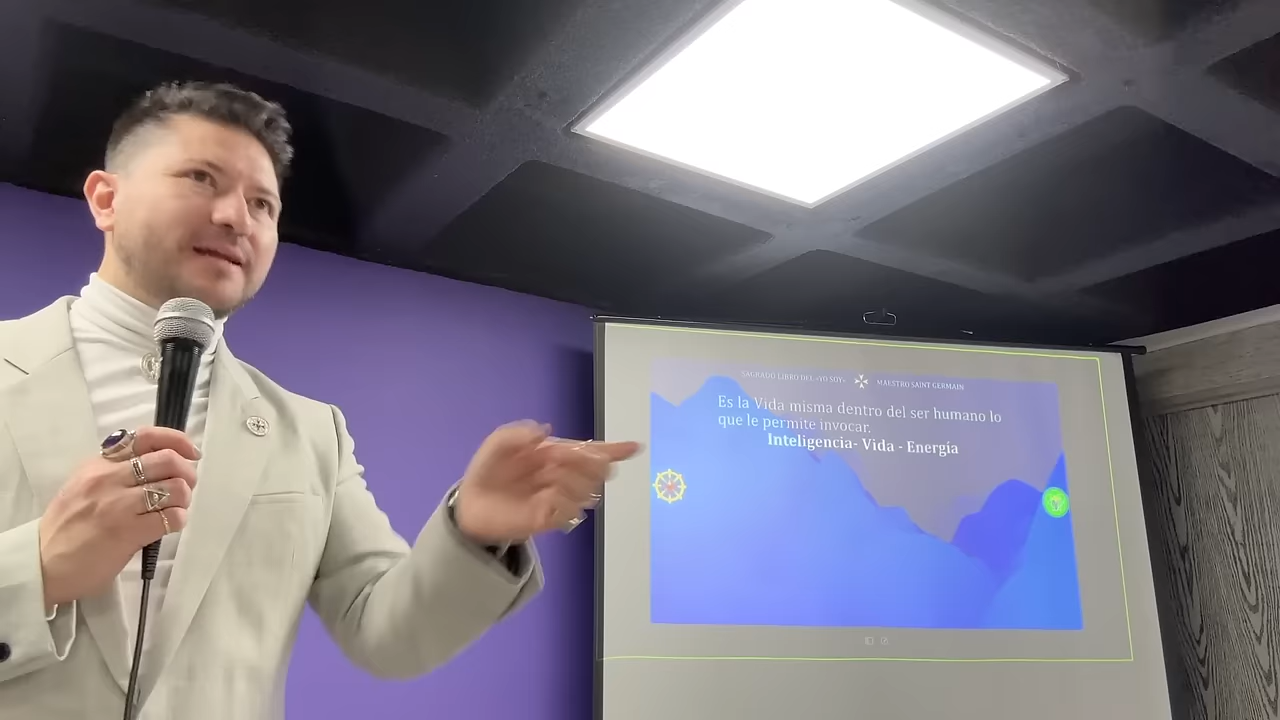 SAGRADO LIBRO DEL «YO SOY» MAESTRO SAINT GERMAIN
Es la Vida misma dentro del ser humano lo
que le permite invocar.
Inteligencia- Vida - Energía